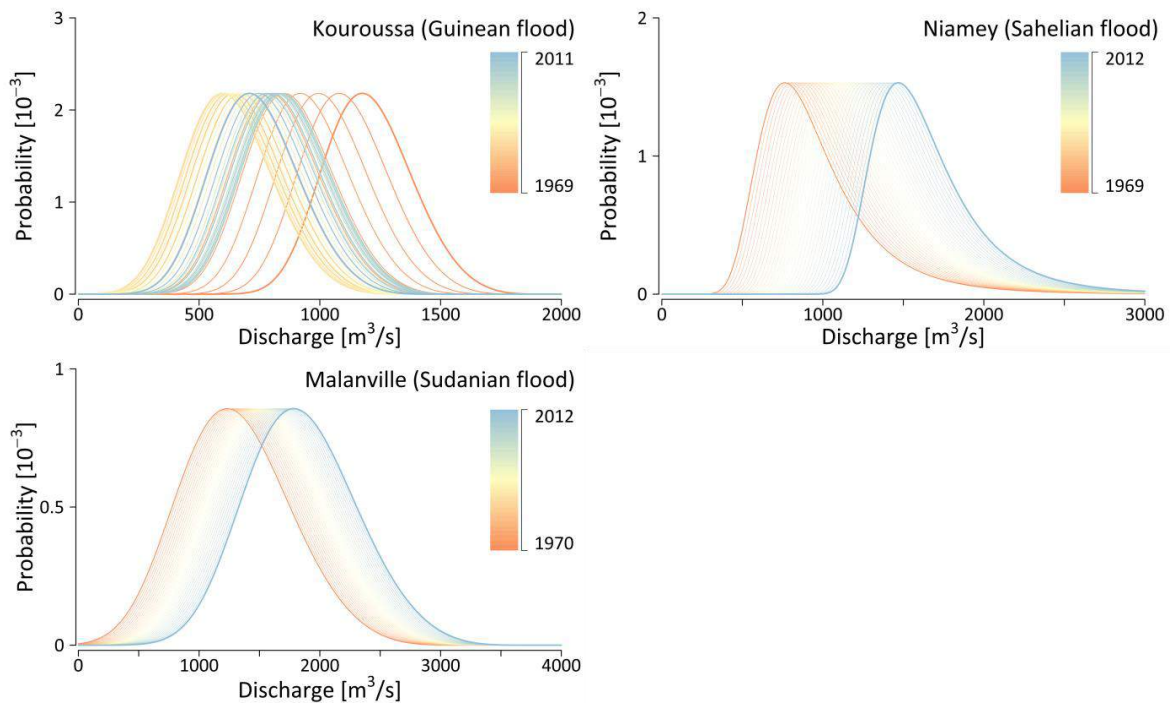 Kouroussa (Guinean flood)
3
2
1
0
Probability [10⁻³]
2011
1969
0 500 1000 1500 2000
Discharge [m³/s]
Niamey (Sahelian flood)
2
1
0
Probability [10⁻³]
2012
1969
0 1000 2000 3000
Discharge [m³/s]
Malanville (Sudanian flood)
1
0.5
0
Probability [10⁻³]
2012
1970
0 1000 2000 3000 4000
Discharge [m³/s]